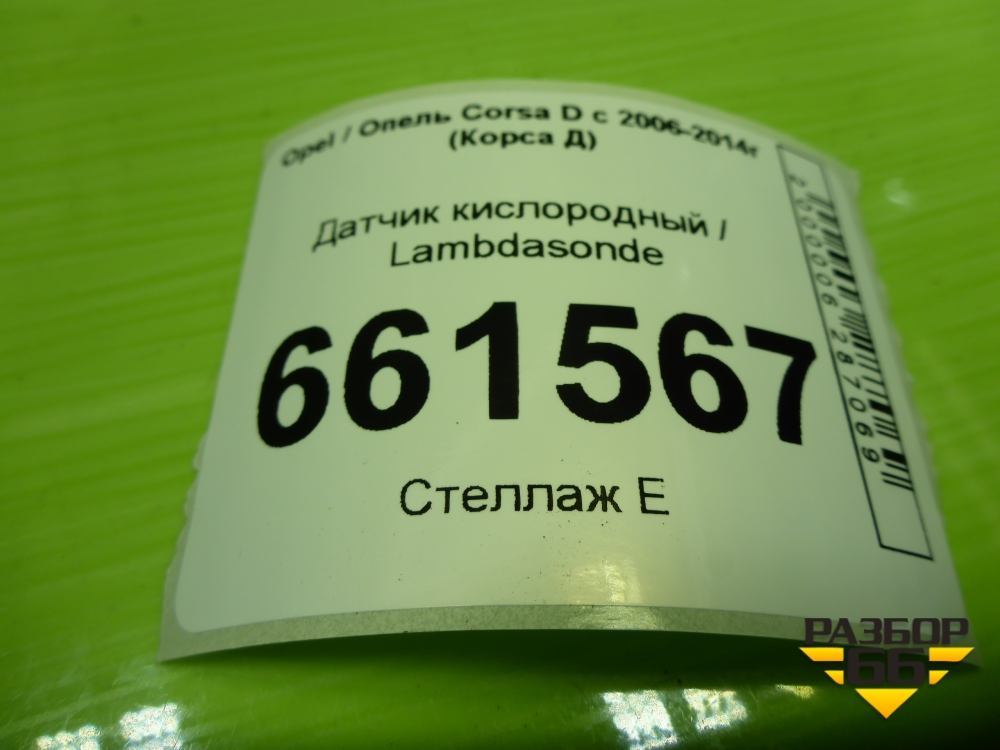 Opel / Опель Corsa D с 2006-2014г
(Корса Д)
Датчик кислородный /
Lambdasonde
661567
Стеллаж Е
2000006287069
РАЗБОР
66